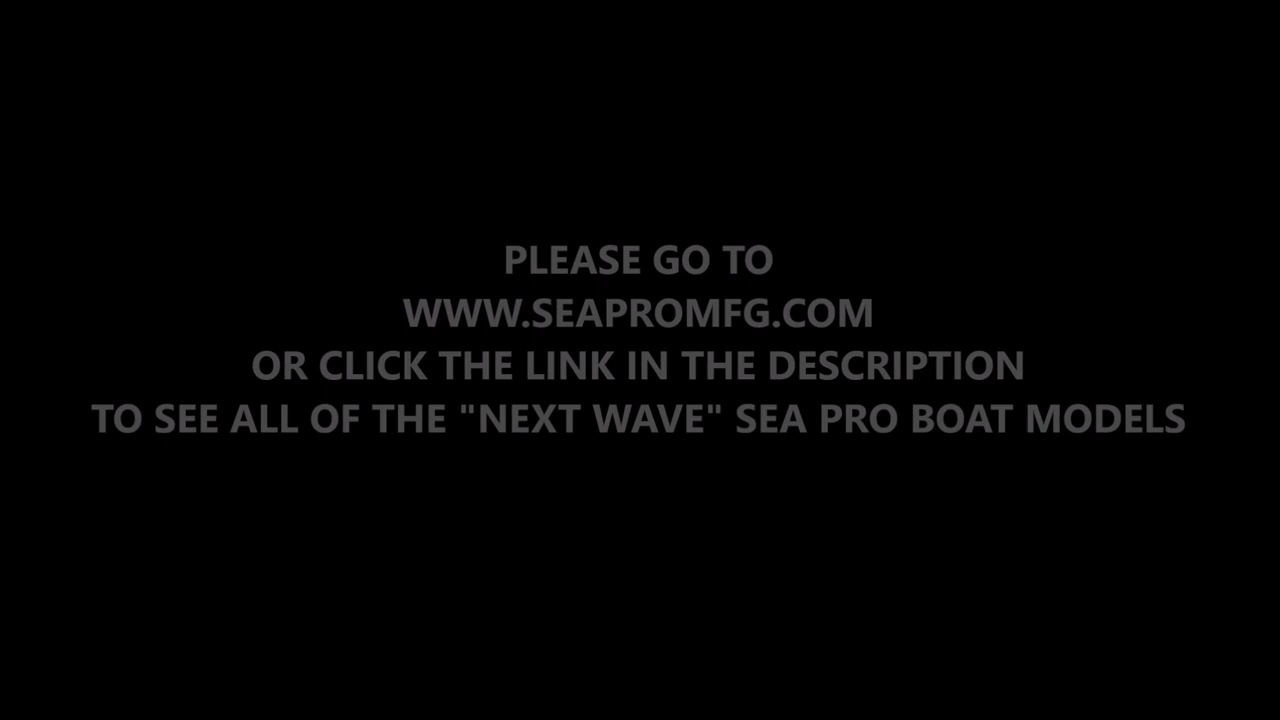 PLEASE GO TO
WWW.SEAPROMFG.COM
OR CLICK THE LINK IN THE DESCRIPTION
TO SEE ALL OF THE "NEXT WAVE" SEA PRO BOAT MODELS